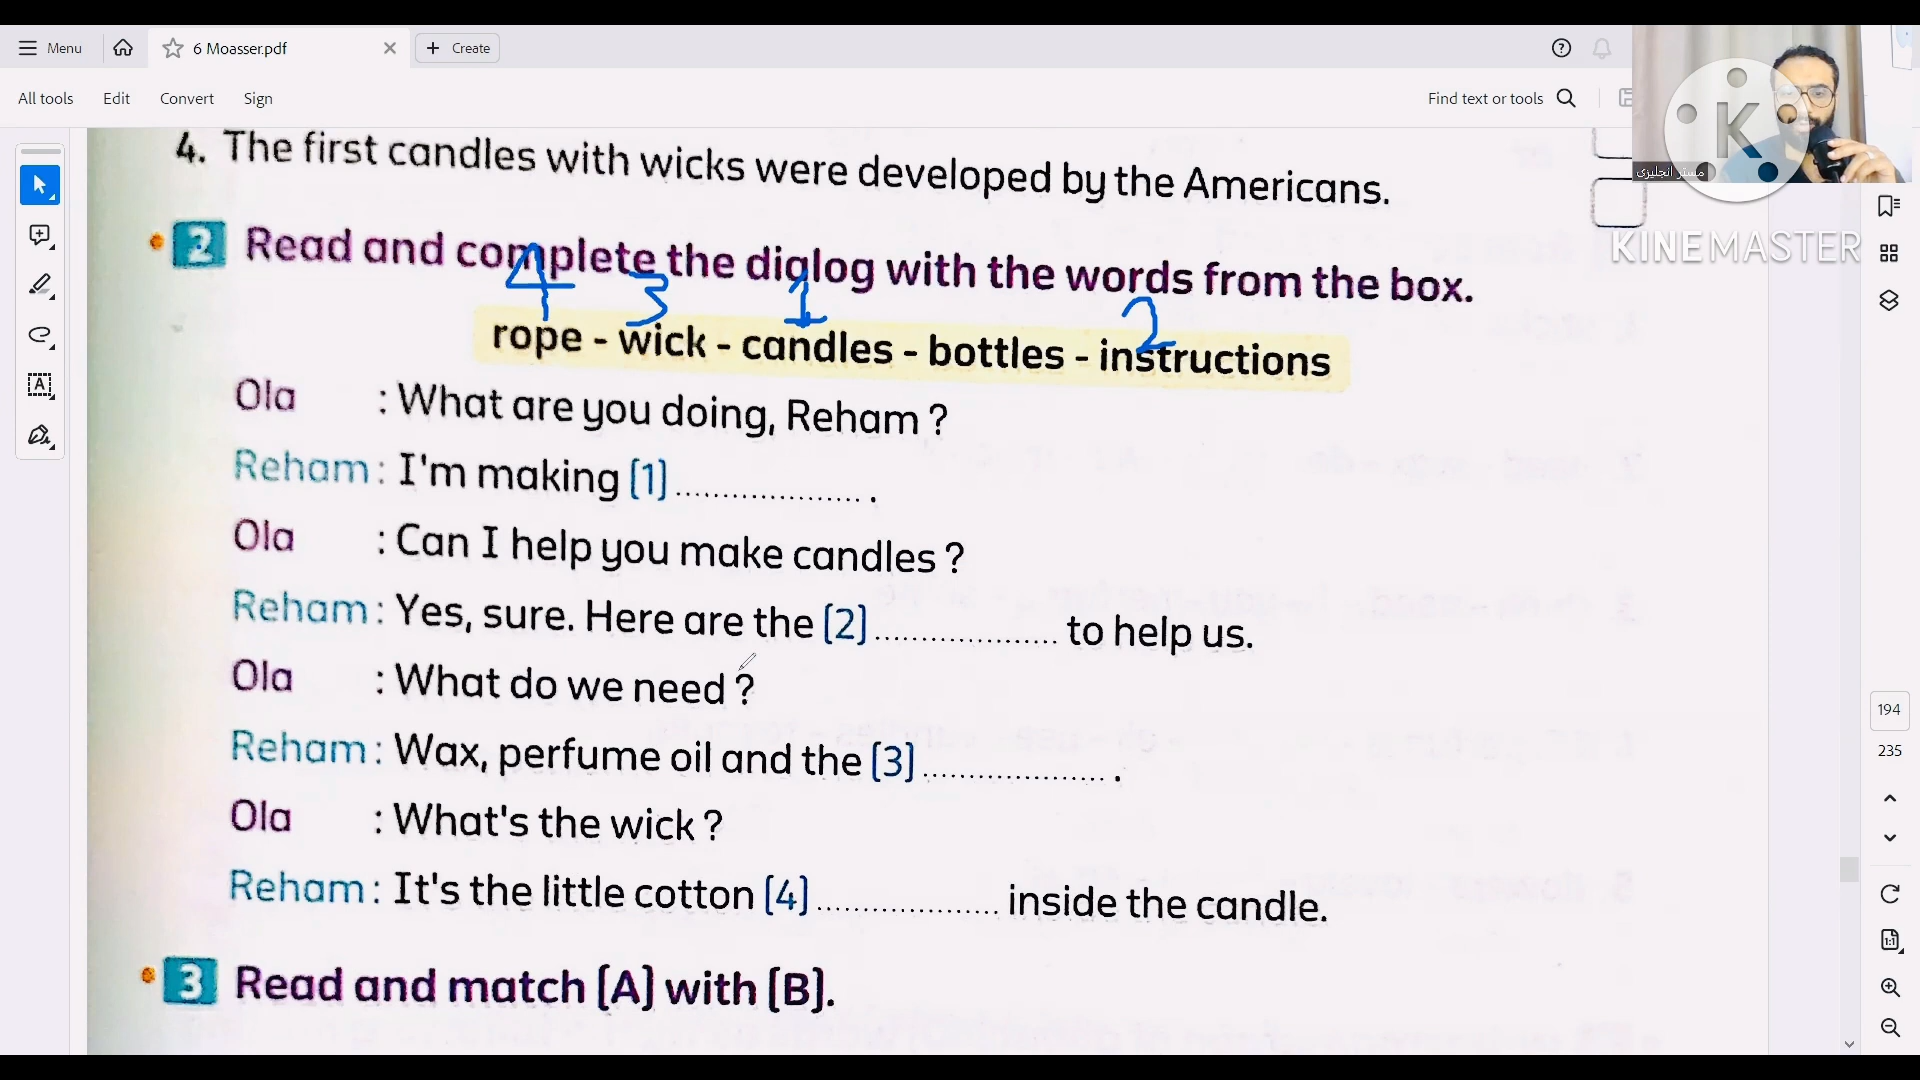 Menu
6 Moasser.pdf
Create
All tools
Edit
Convert
Sign
Find text or tools
K
مستر انجليزى
KINEMASTER
4. The first candles with wicks were developed by the Americans.
2 Read and complete the dialog with the words from the box.
4 3 1 2
rope - wick - candles - bottles - instructions
Ola : What are you doing, Reham ?
Reham : I'm making [1] .................... .
Ola : Can I help you make candles ?
Reham : Yes, sure. Here are the [2] .................... to help us.
Ola : What do we need ?
Reham : Wax, perfume oil and the [3] .................... .
Ola : What's the wick ?
Reham : It's the little cotton [4] .................... inside the candle.
3 Read and match [A] with [B].
194
235